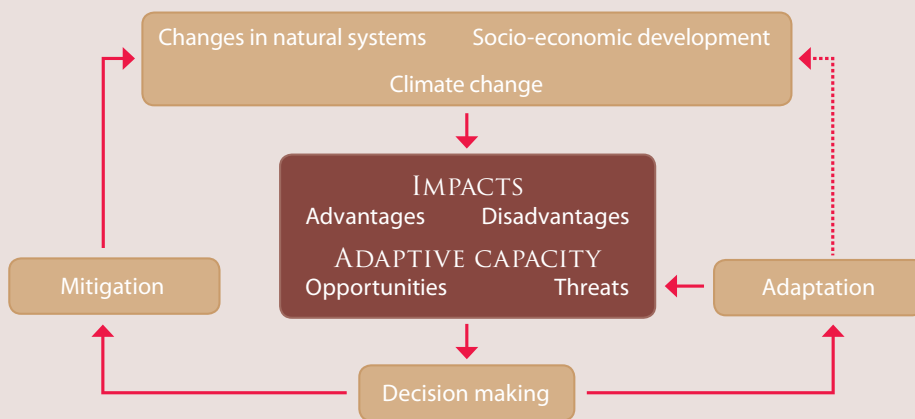 Changes in natural systems Socio-economic development
Climate change
IMPACTS
Advantages Disadvantages
ADAPTIVE CAPACITY
Opportunities Threats
Mitigation
Adaptation
Decision making